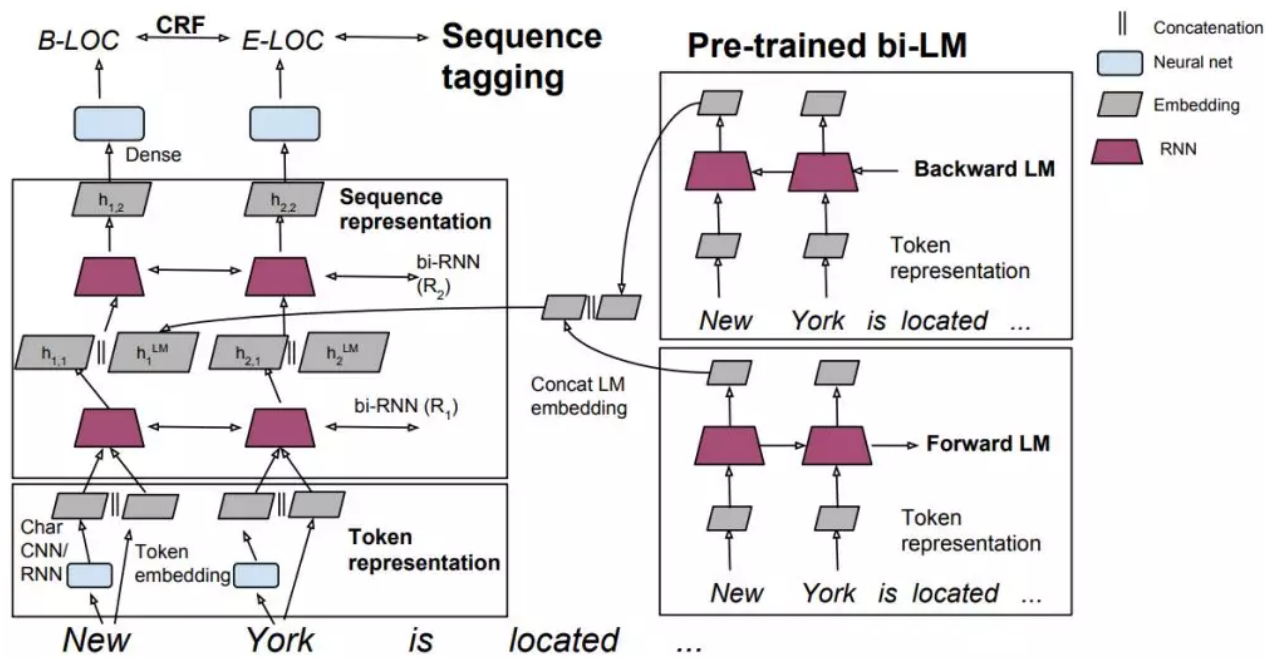 B-LOC
CRF
E-LOC
Sequence
tagging
Dense
h1,2
h2,2
Sequence
representation
bi-RNN
(R2)
h1,1
||
h1LM
h2,1
||
h2LM
bi-RNN (R1)
||
||
Char
CNN/
RNN
Token
embedding
Token
representation
New York is located ...
||
Concat LM
embedding
Pre-trained bi-LM
Backward LM
Token
representation
New York is located ...
Forward LM
Token
representation
New York is located ...
|| Concatenation
Neural net
Embedding
RNN